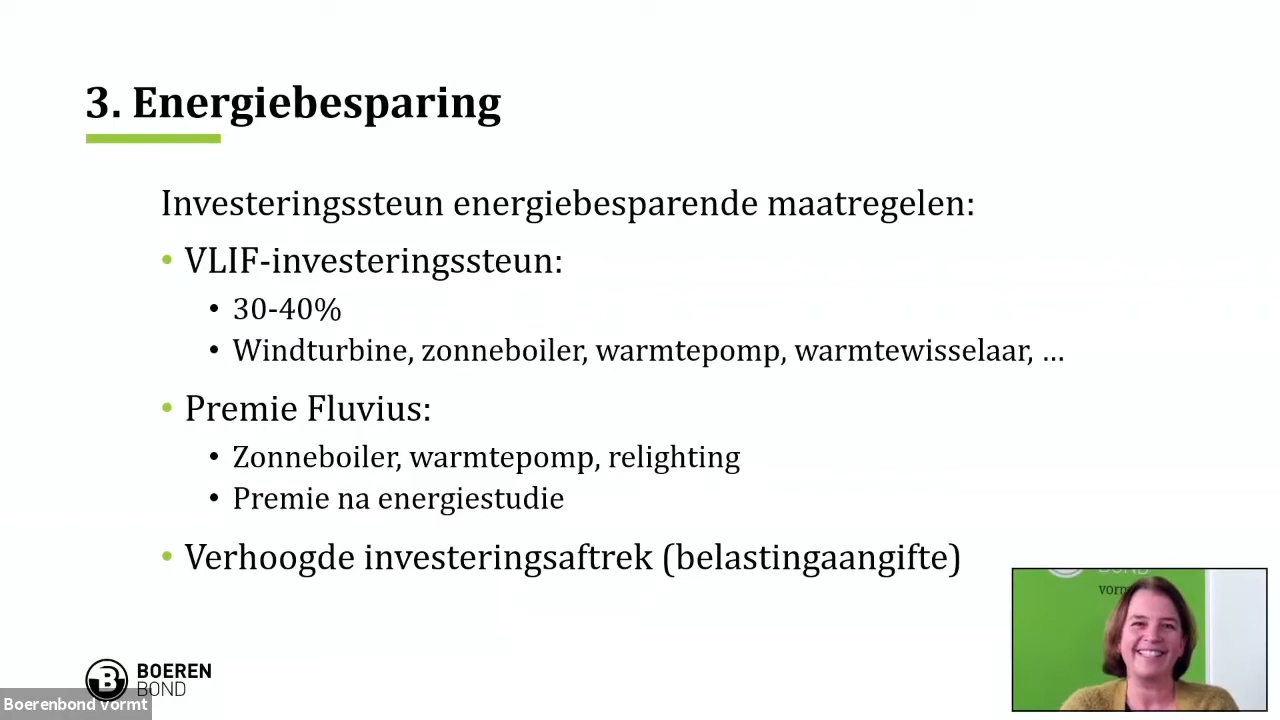 3. Energiebesparing
Investeringssteun energiebesparende maatregelen:
• VLIF-investeringssteun:
• 30-40%
• Windturbine, zonneboiler, warmtepomp, warmtewisselaar, ...
• Premie Fluvius:
• Zonneboiler, warmtepomp, relighting
• Premie na energiestudie
• Verhoogde investeringsaftrek (belastingaangifte)
BOND
B
BOEREN
BOND
Boerenbond Vormt